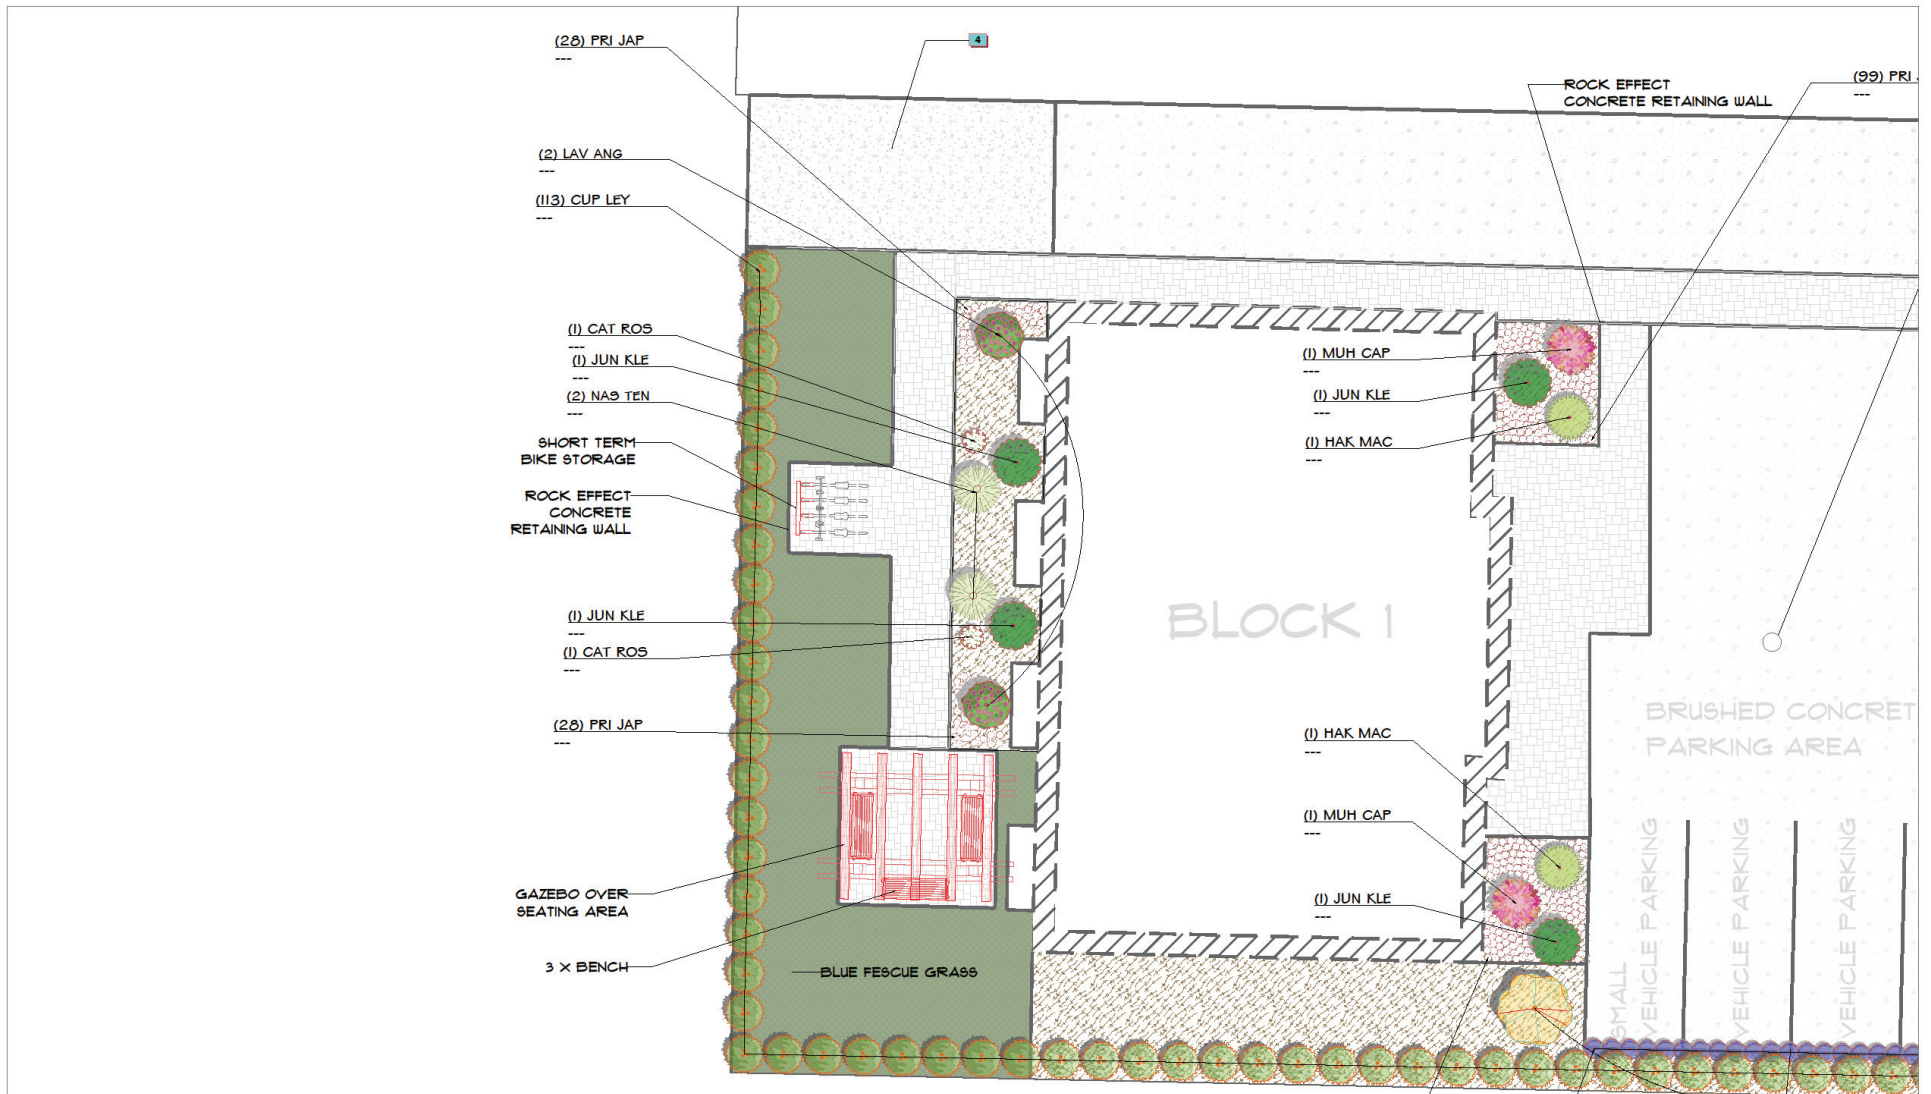 (28) PRI JAP
---
4
ROCK EFFECT
CONCRETE RETAINING WALL
(99) PRI
---
(2) LAV ANG
---
(113) CUP LEY
---
(1) CAT ROS
---
(1) JUN KLE
---
(2) NAS TEN
---
SHORT TERM
BIKE STORAGE
ROCK EFFECT
CONCRETE
RETAINING WALL
(1) JUN KLE
---
(1) CAT ROS
---
(28) PRI JAP
---
GAZEBO OVER
SEATING AREA
3 X BENCH
BLUE FESCUE GRASS
BLOCK 1
(1) MUH CAP
---
(1) JUN KLE
---
(1) HAK MAC
---
(1) HAK MAC
---
(1) MUH CAP
---
(1) JUN KLE
---
BRUSHED CONCRET
PARKING AREA
SMALL
VEHICLE PARKING
VEHICLE PARKING
VEHICLE PARKING